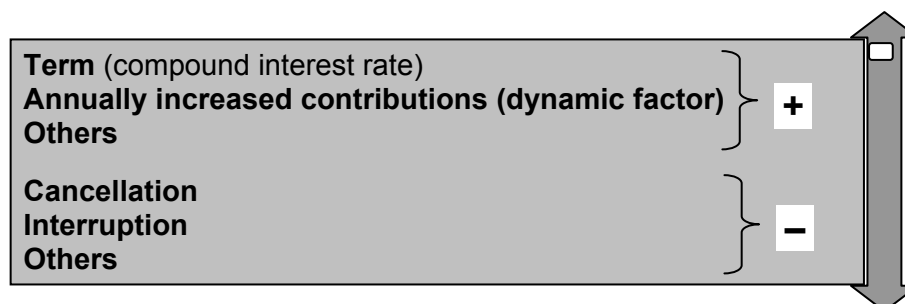 Term (compound interest rate)
Annually increased contributions (dynamic factor)
Others
+
Cancellation
Interruption
Others
–